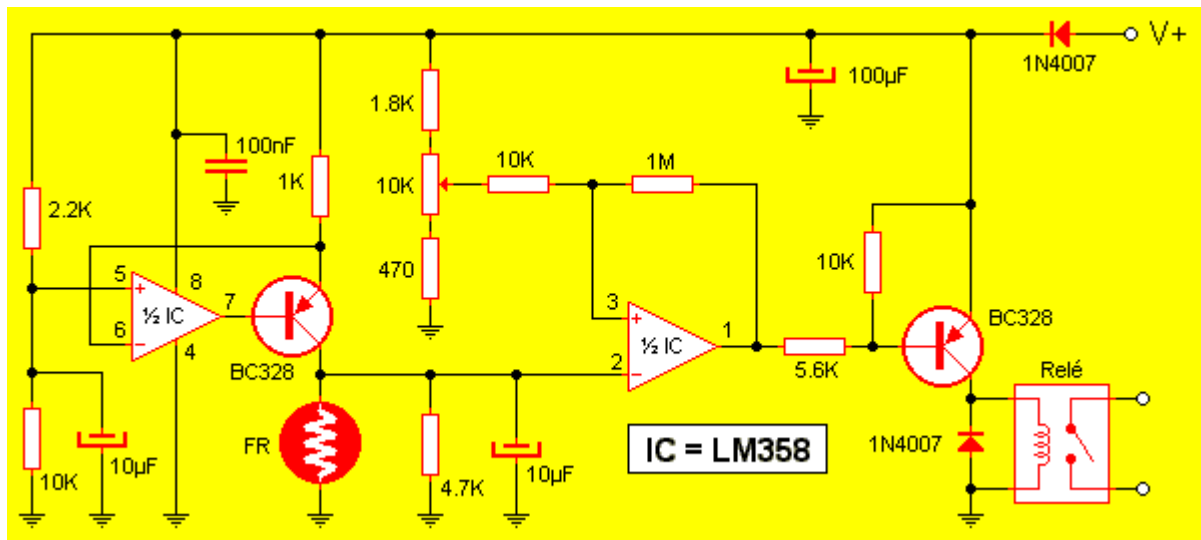 V+
1N4007
100µF
1.8K
100nF
10K
1M
1K
10K
2.2K
470
10K
5
8
+
½ IC
7
6
-
4
3
+
½ IC
1
2
-
BC328
BC328
5.6K
Relé
FR
IC = LM358
1N4007
10K
10µF
4.7K
10µF